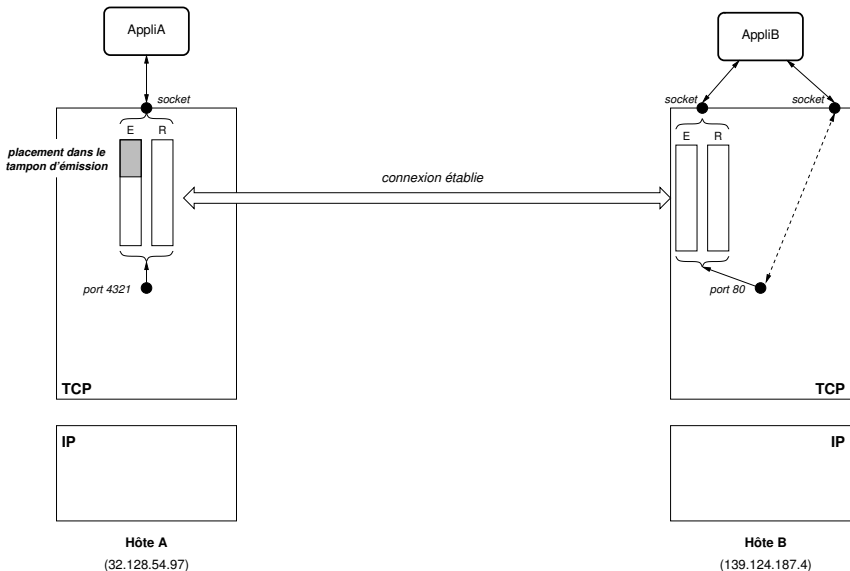 AppliA
AppliB
socket
socket
socket
E R
E R
placement dans le
tampon d'émission
connexion établie
port 4321
port 80
TCP
TCP
IP
IP
Hôte A
(32.128.54.97)
Hôte B
(139.124.187.4)